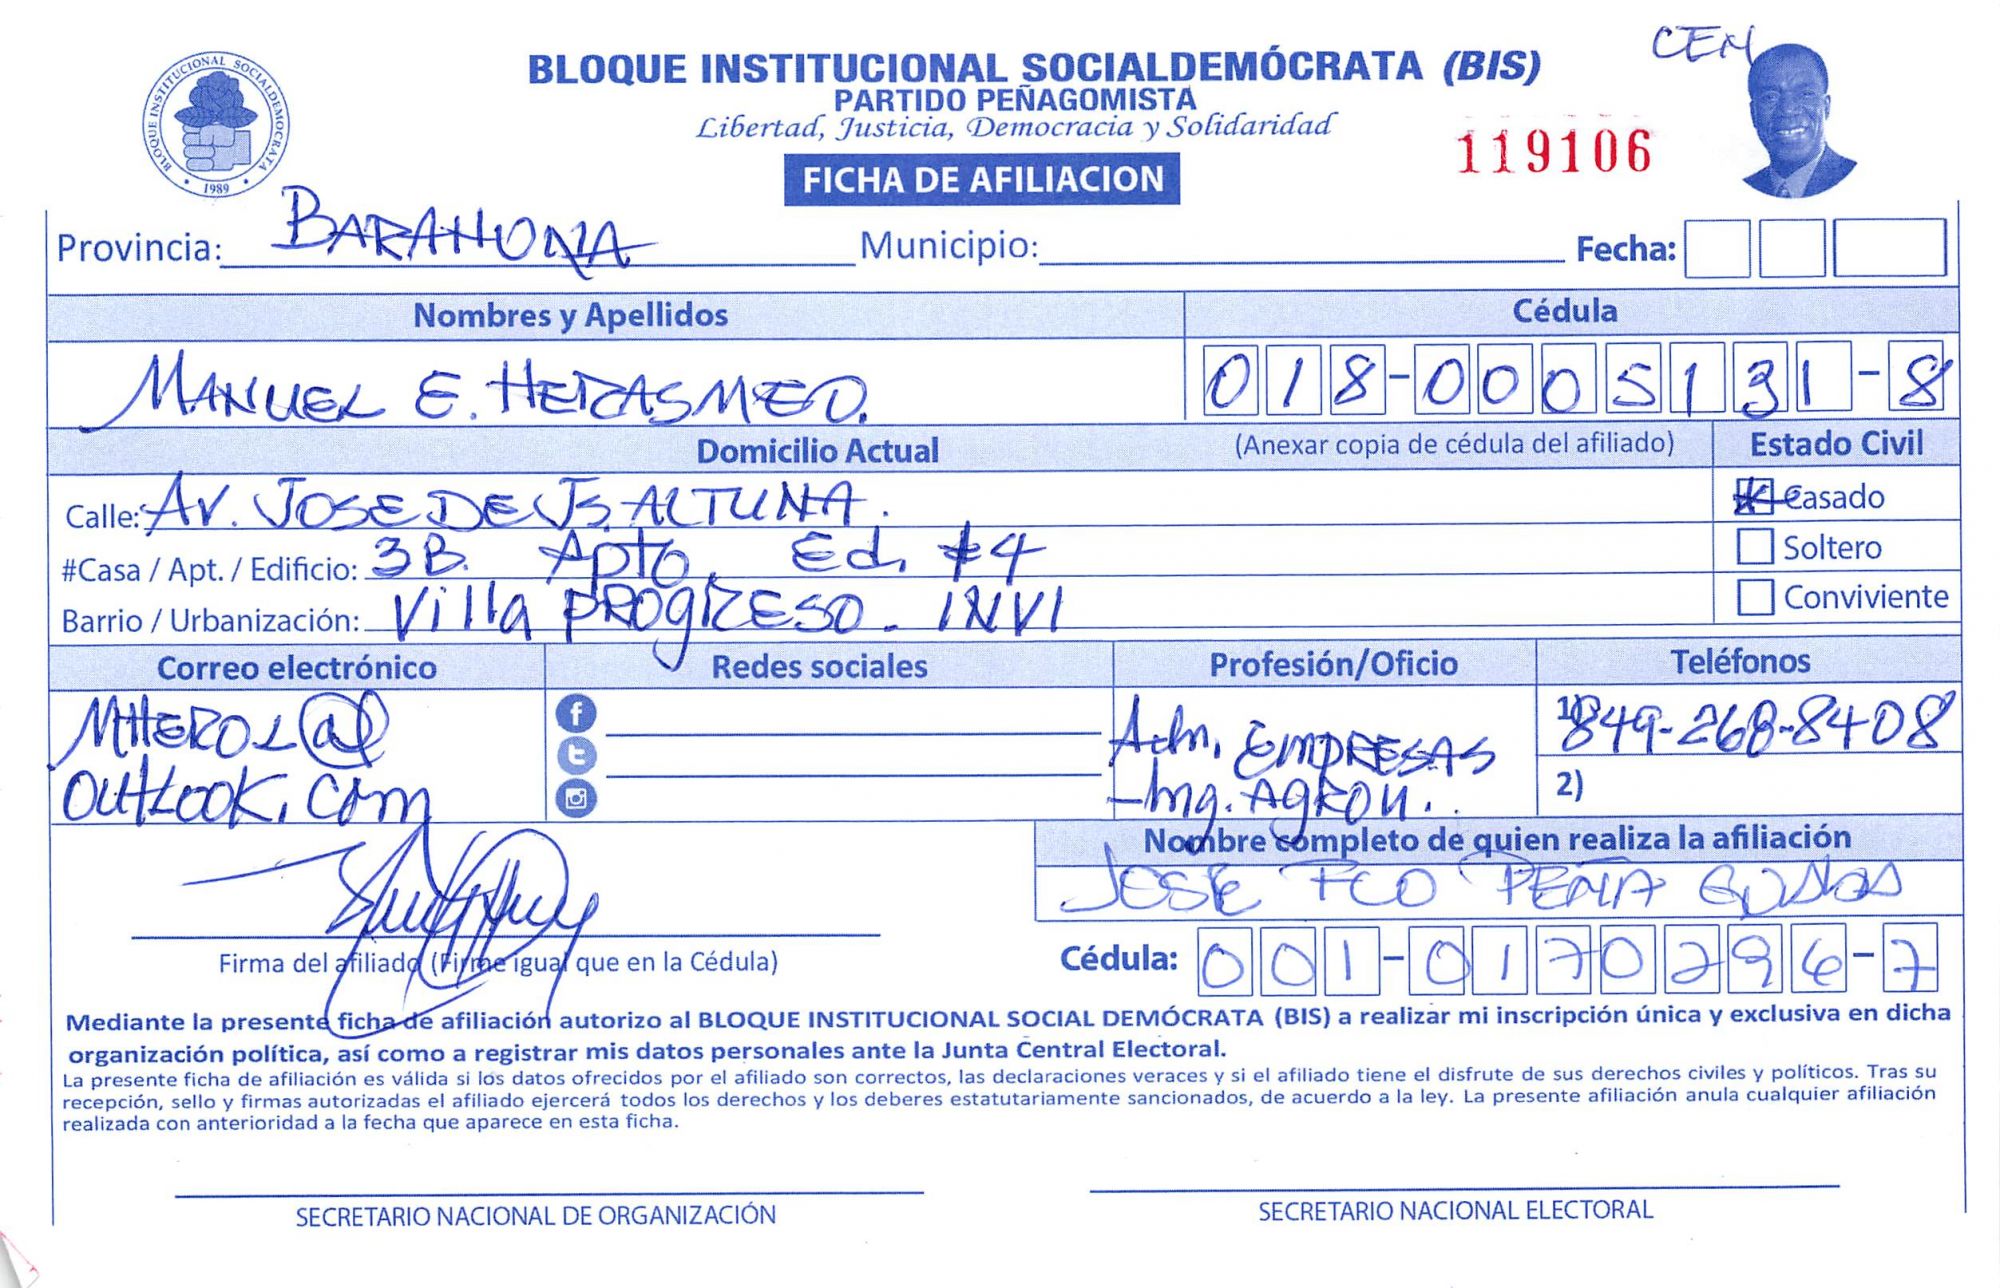 CEN
BLOQUE INSTITUCIONAL SOCIALDEMOCRATA
1989
BLOQUE INSTITUCIONAL SOCIALDEMÓCRATA (BIS)
PARTIDO PEÑAGOMISTA
Libertad, Justicia, Democracia y Solidaridad
119106
FICHA DE AFILIACION
Provincia: BARAHONA Municipio: Fecha:
Nombres y Apellidos Cédula
MANUEL E. HERASME O. 018-0005131-8
Domicilio Actual (Anexar copia de cédula del afiliado) Estado Civil
Calle: AV. JOSE DE JS. ALTUNA. X Casado
#Casa / Apt. / Edificio: 3B. Apto. Ed. #4 Soltero
Barrio / Urbanización: Villa PROGRESO. INVI Conviviente
Correo electrónico Redes sociales Profesión/Oficio Teléfonos
MHEROL@ Adm. EMPRESAS 1) 849-268-8408
OUTLOOK.COM -Ing. AGRON. 2)
Nombre completo de quien realiza la afiliación
JOSE FCO PEÑA
Firma del afiliado (Firme igual que en la Cédula) Cédula: 001-0170296-7
Mediante la presente ficha de afiliación autorizo al BLOQUE INSTITUCIONAL SOCIAL DEMÓCRATA (BIS) a realizar mi inscripción única y exclusiva en dicha
organización política, así como a registrar mis datos personales ante la Junta Central Electoral.
La presente ficha de afiliación es válida si los datos ofrecidos por el afiliado son correctos, las declaraciones veraces y si el afiliado tiene el disfrute de sus derechos civiles y políticos. Tras su
recepción, sello y firmas autorizadas el afiliado ejercerá todos los derechos y los deberes estatutariamente sancionados, de acuerdo a la ley. La presente afiliación anula cualquier afiliación
realizada con anterioridad a la fecha que aparece en esta ficha.
SECRETARIO NACIONAL DE ORGANIZACIÓN SECRETARIO NACIONAL ELECTORAL